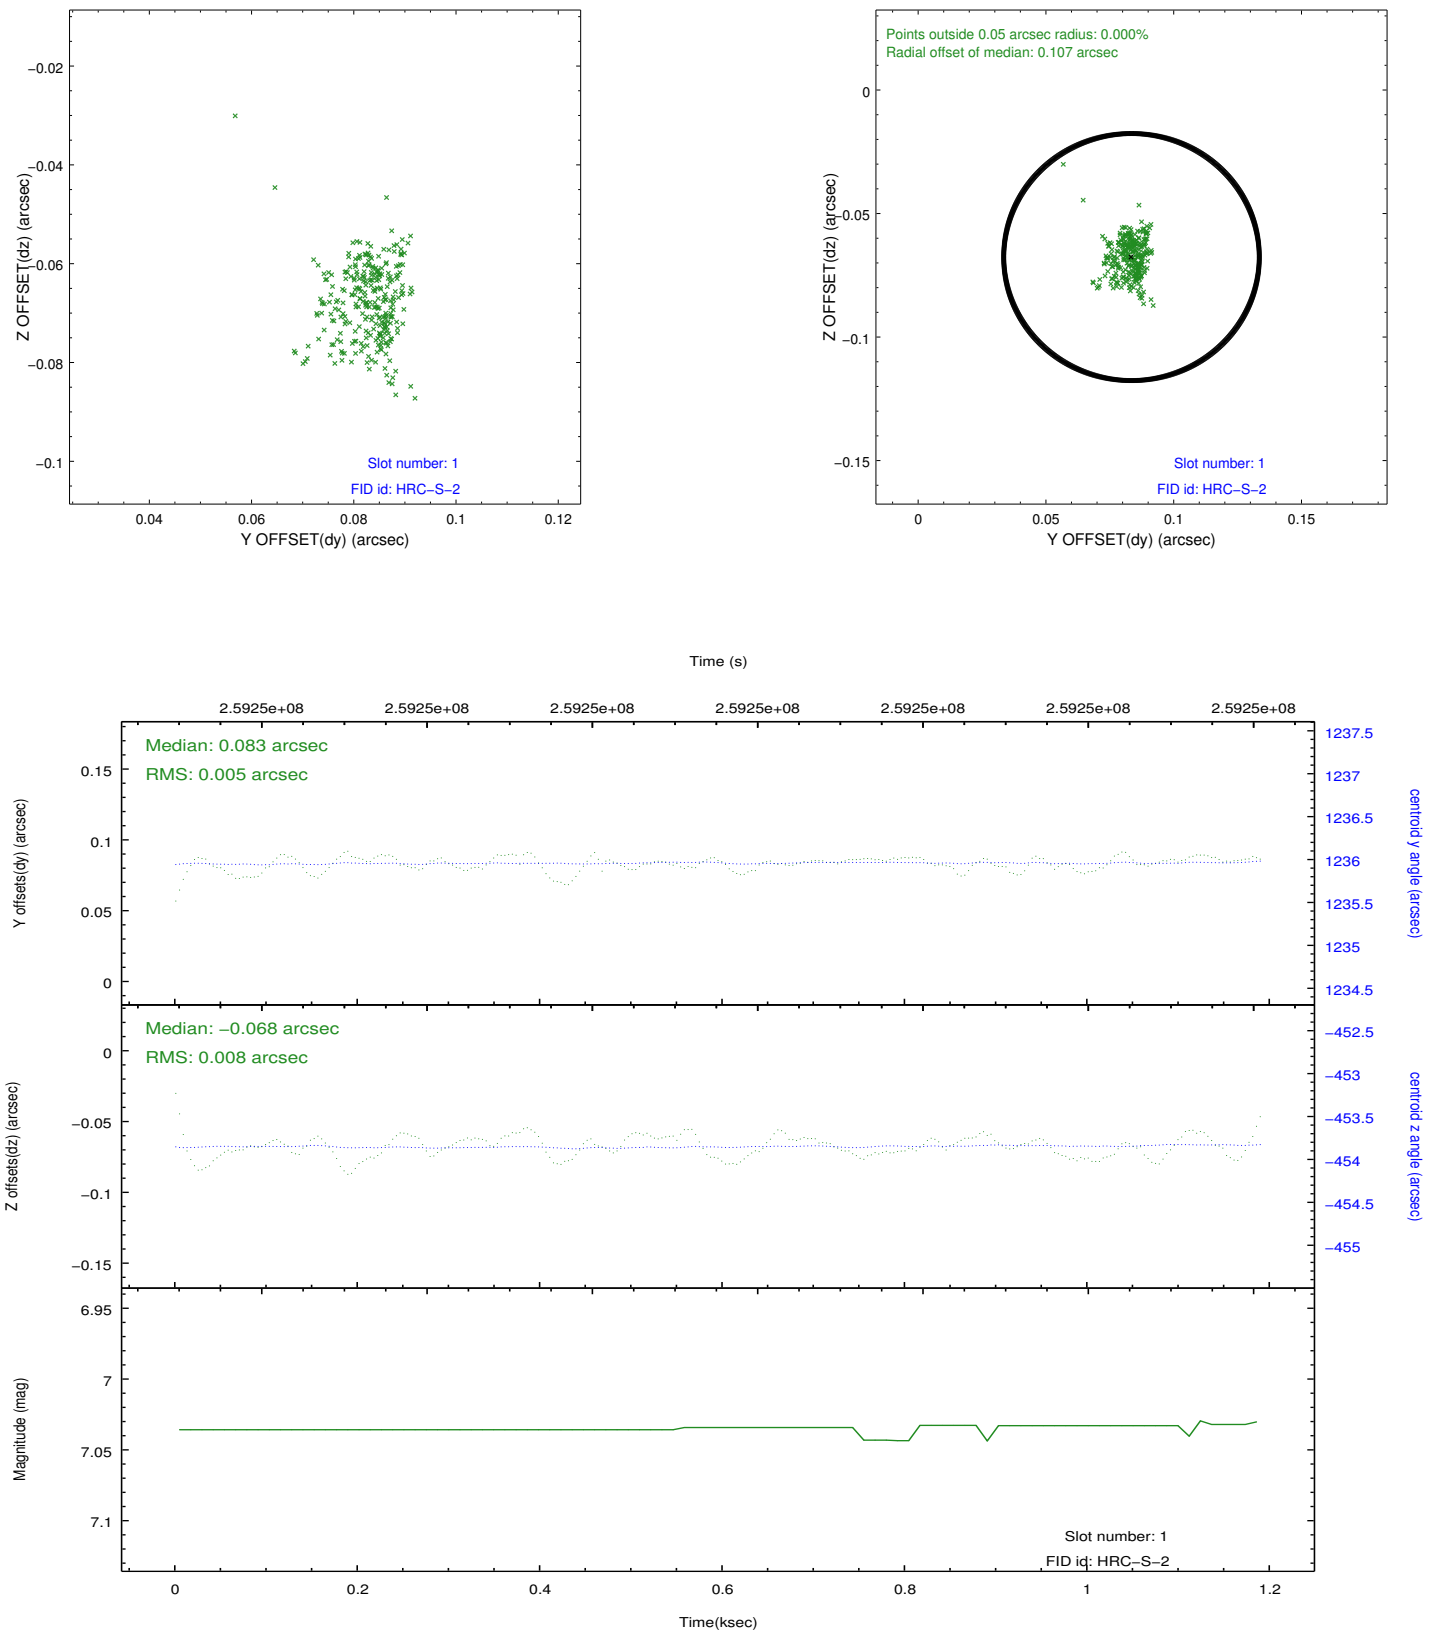 −0.02
−0.04
−0.06
−0.08
−0.1
Z OFFSET(dz) (arcsec)
Slot number: 1
FID id: HRC−S−2
0.04 0.06 0.08 0.1 0.12
Y OFFSET(dy) (arcsec)
Points outside 0.05 arcsec radius: 0.000%
Radial offset of median: 0.107 arcsec
0
−0.05
−0.1
−0.15
Z OFFSET(dz) (arcsec)
Slot number: 1
FID id: HRC−S−2
0 0.05 0.1 0.15
Y OFFSET(dy) (arcsec)
Time (s)
2.5925e+08 2.5925e+08 2.5925e+08 2.5925e+08 2.5925e+08 2.5925e+08 2.5925e+08
Median: 0.083 arcsec
RMS: 0.005 arcsec
0.15
0.1
0.05
0
Y offsets(dy) (arcsec)
1237.5
1237
1236.5
1236
1235.5
1235
1234.5
centroid y angle (arcsec)
Median: −0.068 arcsec
RMS: 0.008 arcsec
0
−0.05
−0.1
−0.15
Z offsets(dz) (arcsec)
−452.5
−453
−453.5
−454
−454.5
−455
centroid z angle (arcsec)
6.95
7
7.05
7.1
Magnitude (mag)
Slot number: 1
FID id: HRC−S−2
0 0.2 0.4 0.6 0.8 1 1.2
Time(ksec)